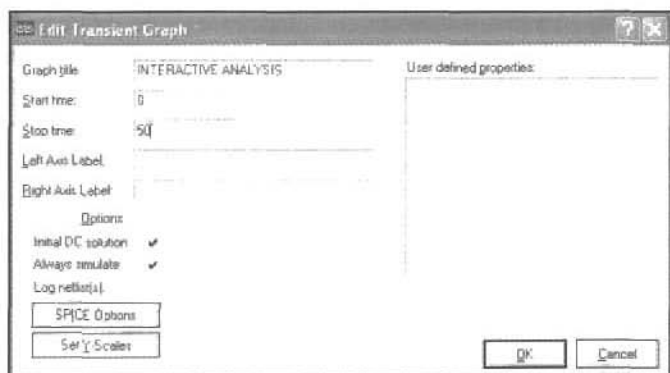 Edit Transient Graph
Graph title: INTERACTIVE ANALYSIS
Start time: 0
Stop time: 50
Left Axis Label:
Right Axis Label:
Options
Initial DC solution
Always simulate
Log netlist(s).
SPICE Options
Set Y-Scales
User defined properties:
OK
Cancel